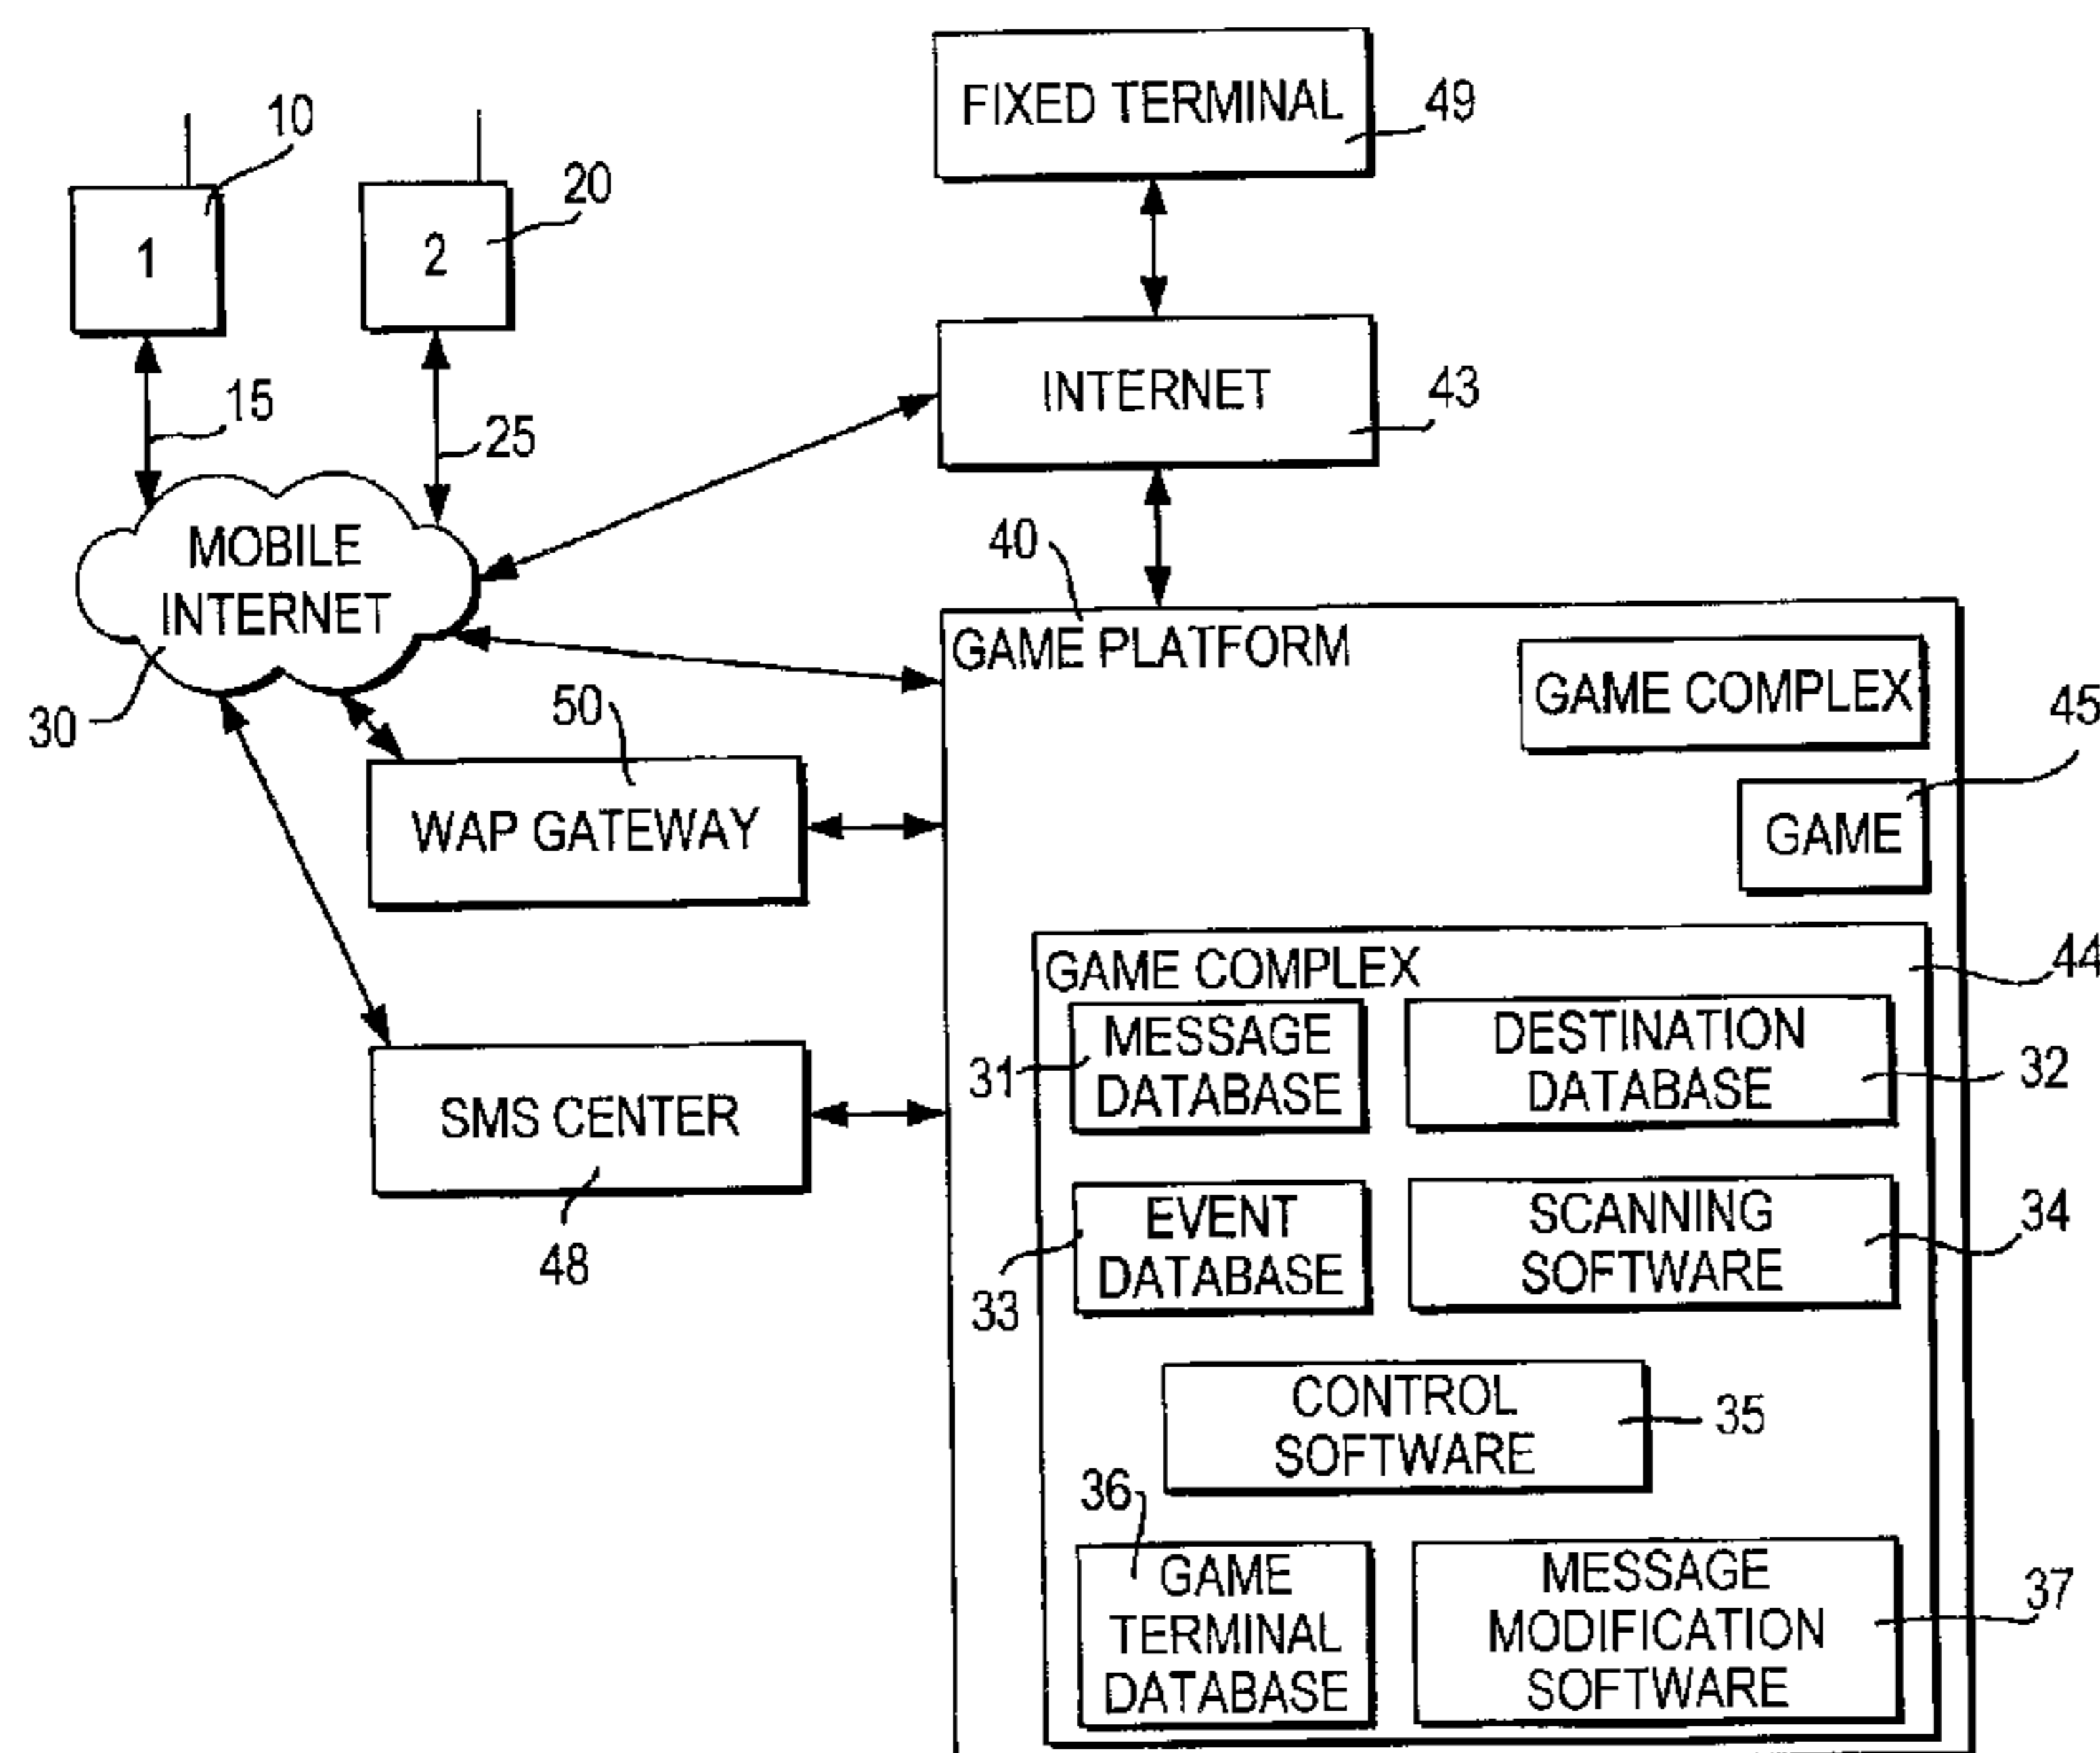 FIXED TERMINAL
49
10
20
1
2
INTERNET
43
15
25
MOBILE
INTERNET
30
40
GAME PLATFORM
GAME COMPLEX
45
GAME
50
WAP GATEWAY
44
GAME COMPLEX
31
MESSAGE
DATABASE
DESTINATION
DATABASE
32
SMS CENTER
48
33
EVENT
DATABASE
SCANNING
SOFTWARE
34
CONTROL
SOFTWARE
35
36
GAME
TERMINAL
DATABASE
MESSAGE
MODIFICATION
SOFTWARE
37